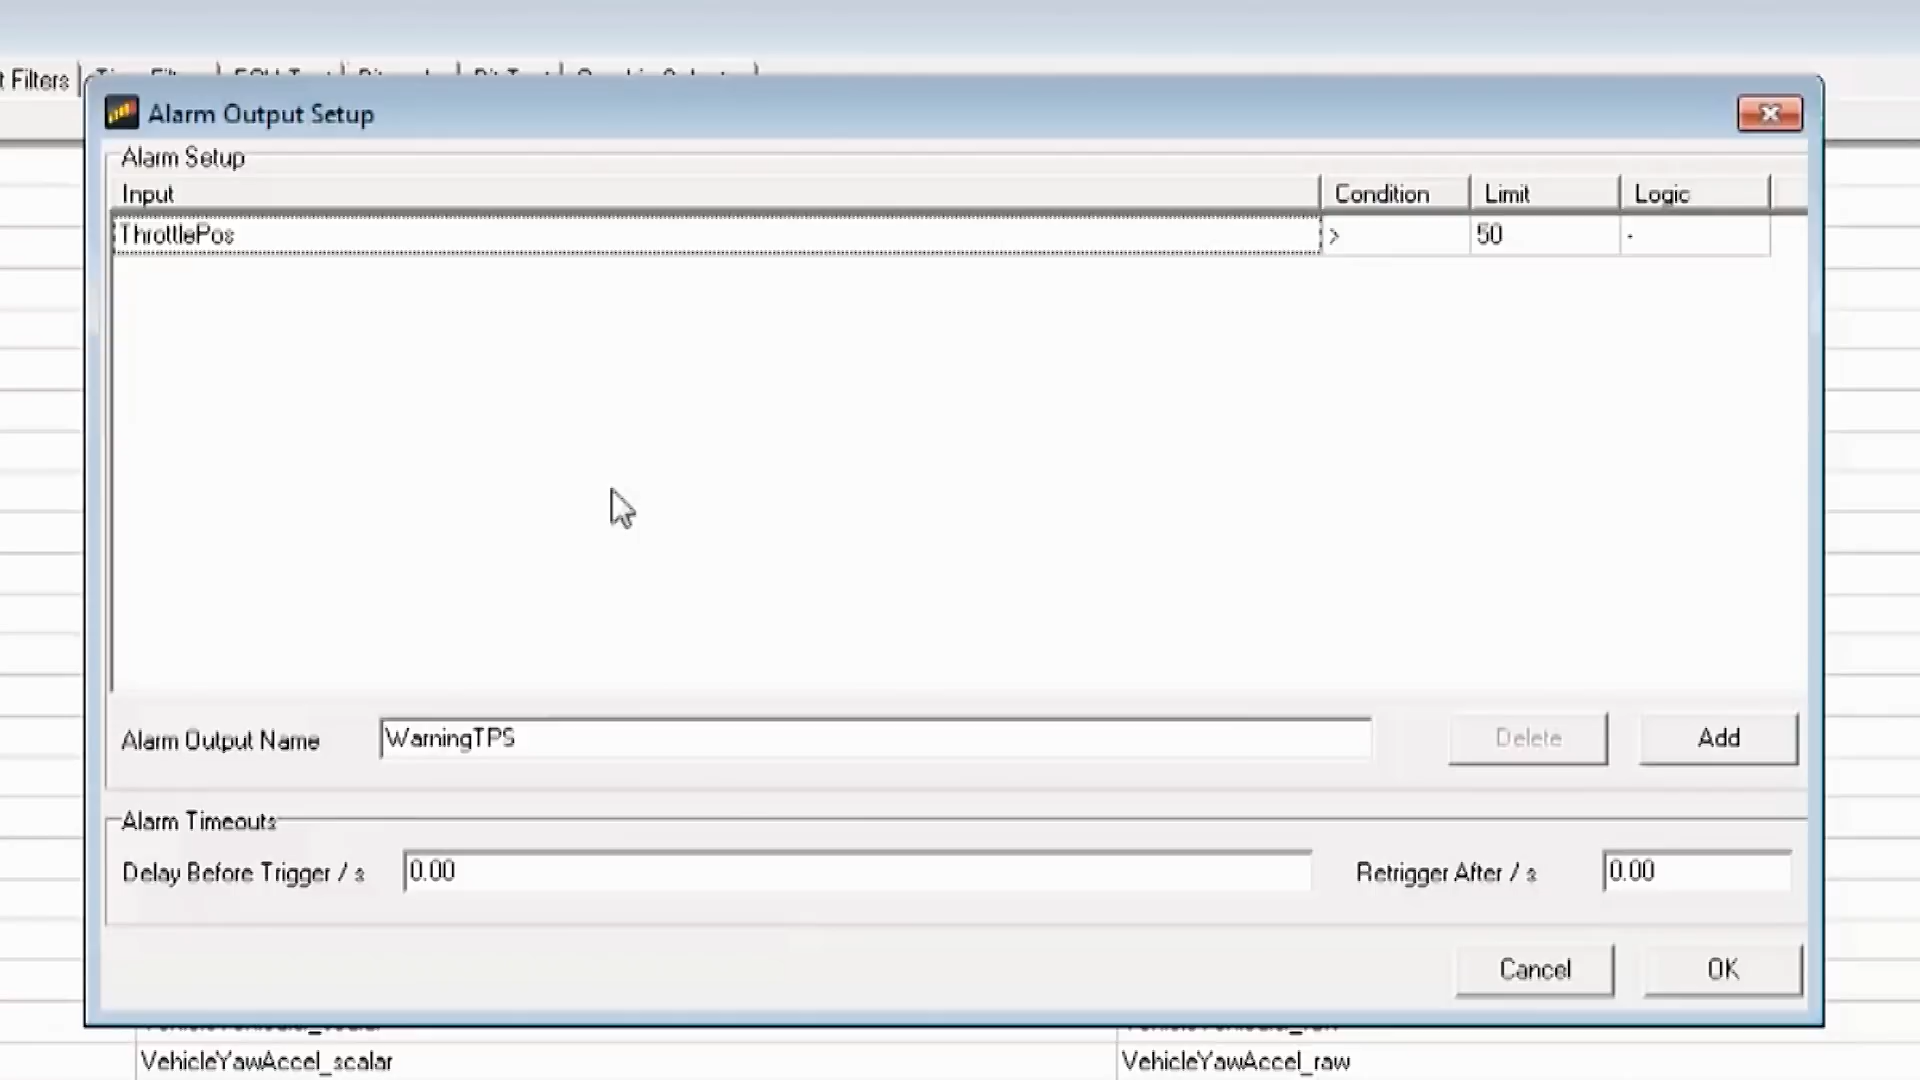 t Filters
Alarm Output Setup
Alarm Setup
Input Condition Limit Logic
ThrottlePos > 50 -
Alarm Output Name WarningTPS Delete Add
Alarm Timeouts
Delay Before Trigger / s 0.00 Retrigger After / s 0.00
Cancel OK
VehicleYawAccel_scalar VehicleYawAccel_raw